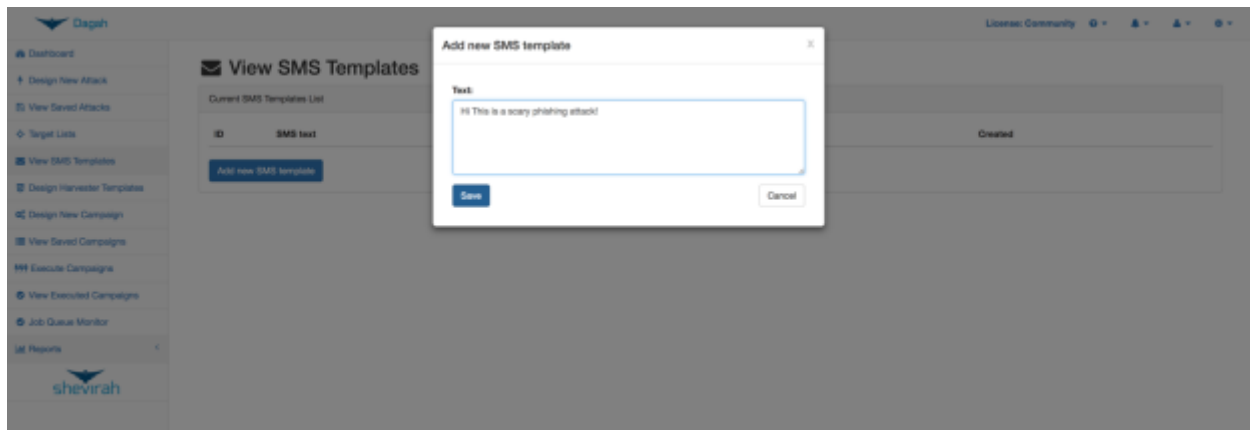 Dagah
License: Community
Dashboard
Design New Attack
View Saved Attacks
Target Lists
View SMS Templates
Design Harvester Templates
Design New Campaign
View Saved Campaigns
Execute Campaigns
View Executed Campaigns
Job Queue Monitor
Reports
shevirah
View SMS Templates
Current SMS Templates List
ID SMS text Created
Add new SMS template
Add new SMS template x
Text:
Hi This is a scary phishing attack!
Save Cancel